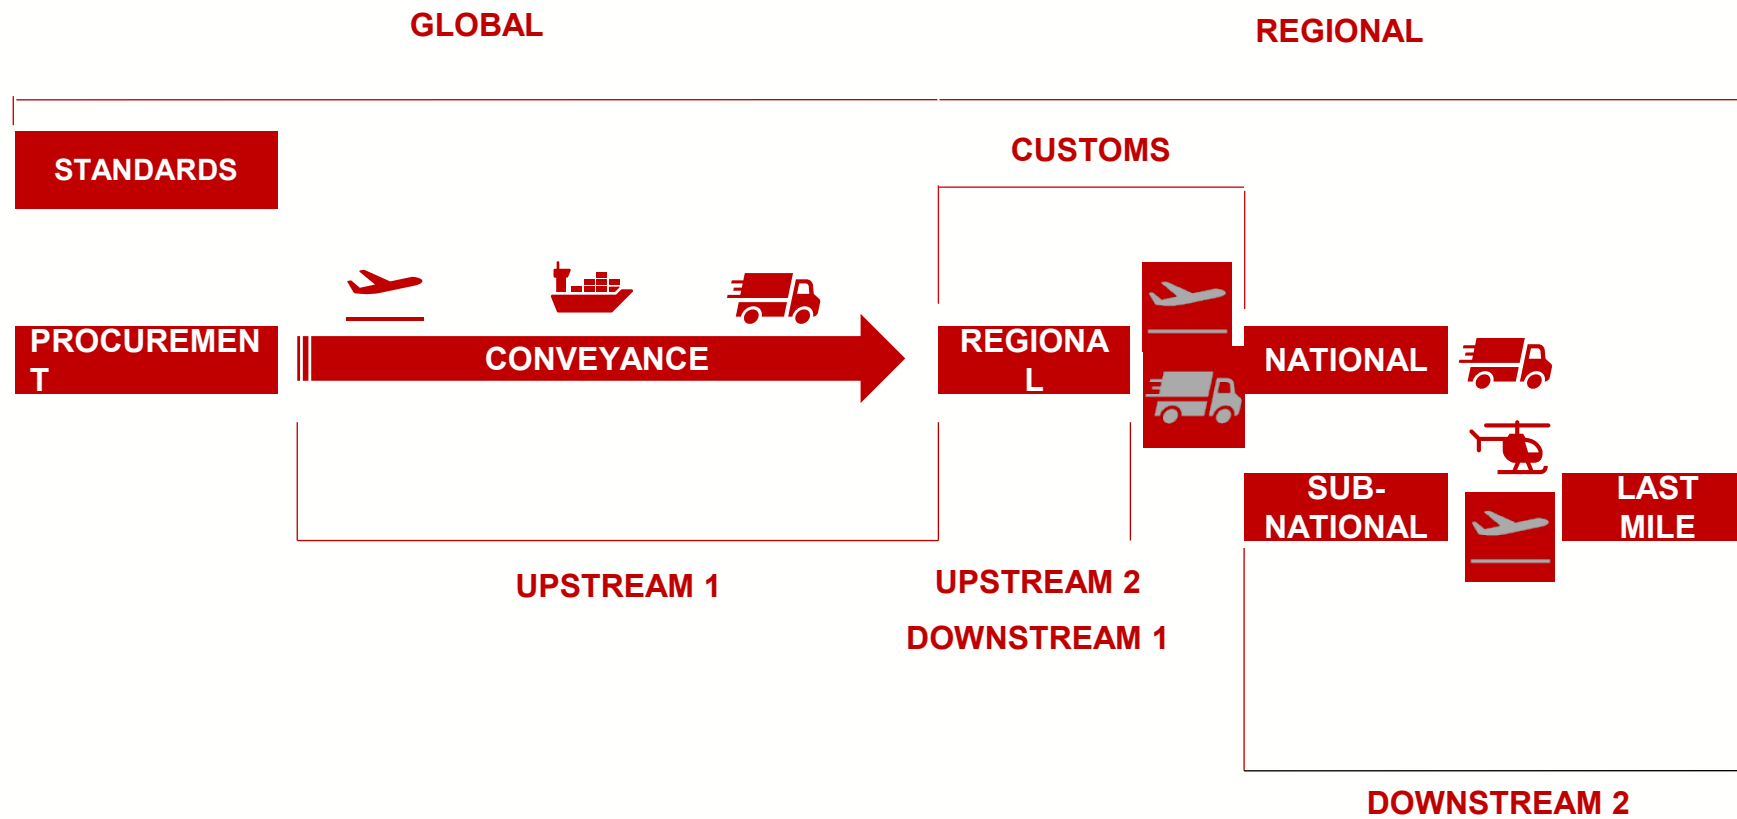 GLOBAL
REGIONAL
STANDARDS
CUSTOMS
PROCUREMEN
T
CONVEYANCE
REGIONA
L
NATIONAL
SUB-
NATIONAL
LAST
MILE
UPSTREAM 1
UPSTREAM 2
DOWNSTREAM 1
DOWNSTREAM 2